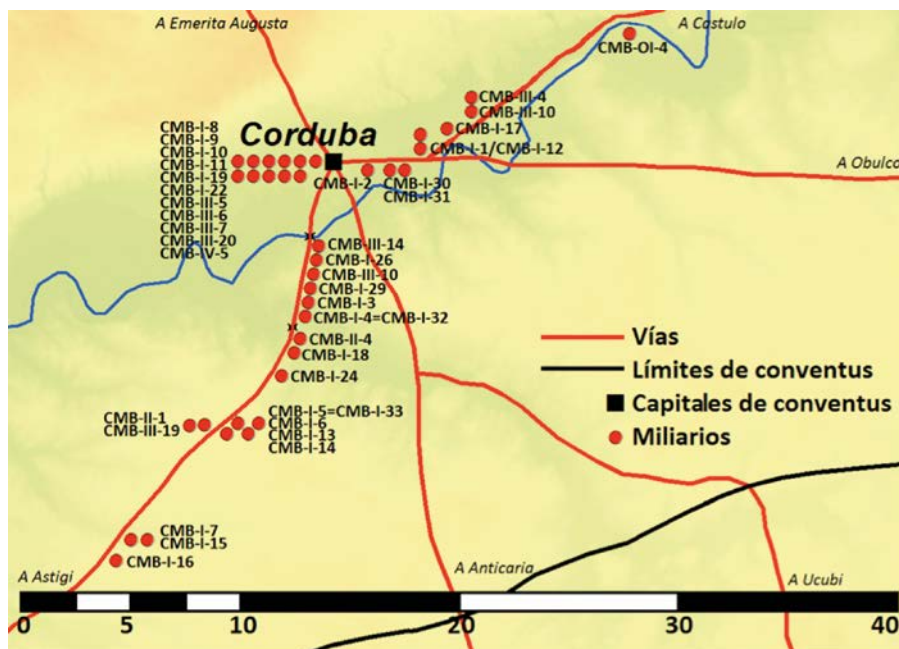 A Emerita Augusta
A Castulo
CMB-OI-4
CMB-III-4
CMB-III-10
CMB-I-17
CMB-I-1/CMB-I-12
Corduba
CMB-I-8
CMB-I-9
CMB-I-10
CMB-I-11
CMB-I-19
CMB-I-22
CMB-III-5
CMB-III-6
CMB-III-7
CMB-III-20
CMB-IV-5
A Obulco
CMB-I-2
CMB-I-30
CMB-I-31
CMB-III-14
CMB-I-26
CMB-III-10
CMB-I-29
CMB-I-3
CMB-I-4=CMB-I-32
CMB-II-4
CMB-I-18
CMB-I-24
Vías
Límites de conventus
Capitales de conventus
Miliarios
CMB-II-1
CMB-III-19
CMB-I-5=CMB-I-33
CMB-I-6
CMB-I-13
CMB-I-14
CMB-I-7
CMB-I-15
CMB-I-16
A Astigi
A Anticaria
A Ucubi
0 5 10 20 30 40